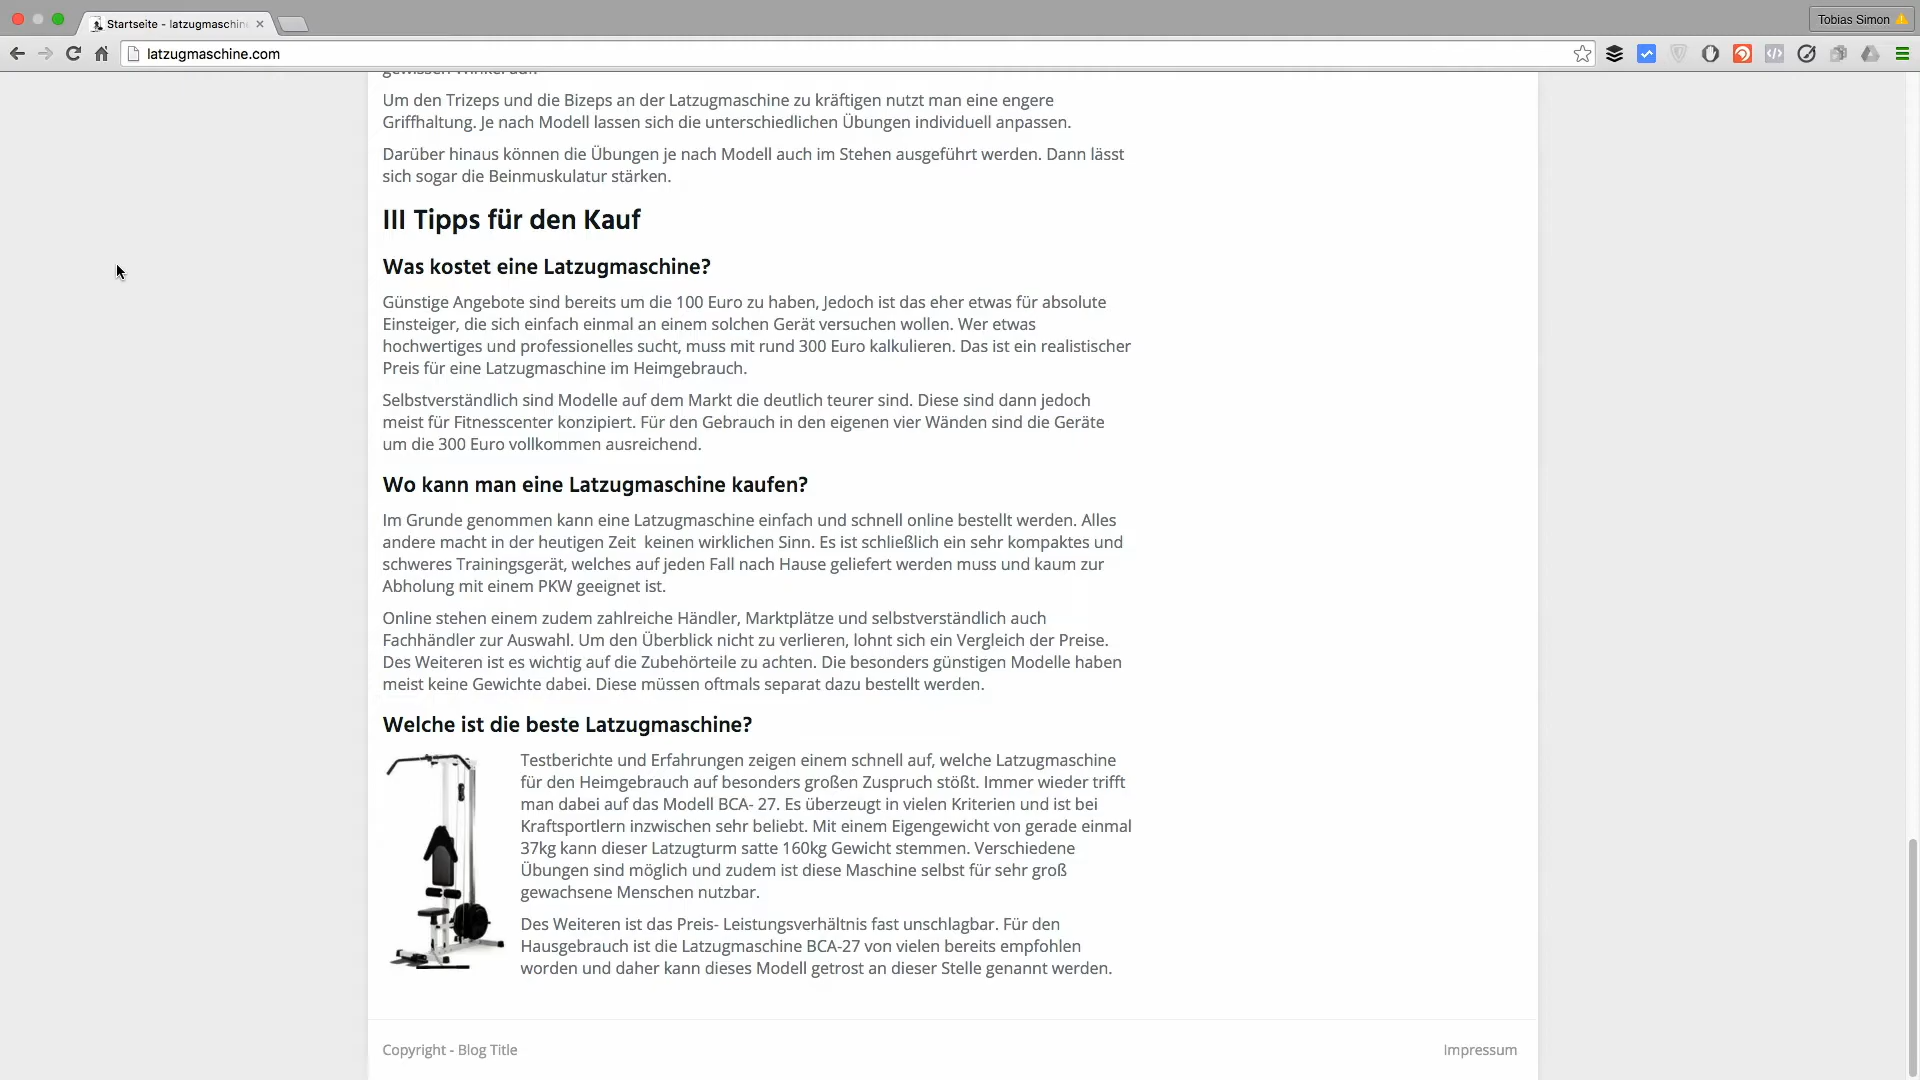 Startseite - latzugmaschin
Tobias Simon
latzugmaschine.com
Um den Trizeps und die Bizeps an der Latzugmaschine zu kräftigen nutzt man eine engere
Griffhaltung. Je nach Modell lassen sich die unterschiedlichen Übungen individuell anpassen.
Darüber hinaus können die Übungen je nach Modell auch im Stehen ausgeführt werden. Dann lässt
sich sogar die Beinmuskulatur stärken.
III Tipps für den Kauf
Was kostet eine Latzugmaschine?
Günstige Angebote sind bereits um die 100 Euro zu haben, Jedoch ist das eher etwas für absolute
Einsteiger, die sich einfach einmal an einem solchen Gerät versuchen wollen. Wer etwas
hochwertiges und professionelles sucht, muss mit rund 300 Euro kalkulieren. Das ist ein realistischer
Preis für eine Latzugmaschine im Heimgebrauch.
Selbstverständlich sind Modelle auf dem Markt die deutlich teurer sind. Diese sind dann jedoch
meist für Fitnesscenter konzipiert. Für den Gebrauch in den eigenen vier Wänden sind die Geräte
um die 300 Euro vollkommen ausreichend.
Wo kann man eine Latzugmaschine kaufen?
Im Grunde genommen kann eine Latzugmaschine einfach und schnell online bestellt werden. Alles
andere macht in der heutigen Zeit  keinen wirklichen Sinn. Es ist schließlich ein sehr kompaktes und
schweres Trainingsgerät, welches auf jeden Fall nach Hause geliefert werden muss und kaum zur
Abholung mit einem PKW geeignet ist.
Online stehen einem zudem zahlreiche Händler, Marktplätze und selbstverständlich auch
Fachhändler zur Auswahl. Um den Überblick nicht zu verlieren, lohnt sich ein Vergleich der Preise.
Des Weiteren ist es wichtig auf die Zubehörteile zu achten. Die besonders günstigen Modelle haben
meist keine Gewichte dabei. Diese müssen oftmals separat dazu bestellt werden.
Welche ist die beste Latzugmaschine?
Testberichte und Erfahrungen zeigen einem schnell auf, welche Latzugmaschine
für den Heimgebrauch auf besonders großen Zuspruch stößt. Immer wieder trifft
man dabei auf das Modell BCA- 27. Es überzeugt in vielen Kriterien und ist bei
Kraftsportlern inzwischen sehr beliebt. Mit einem Eigengewicht von gerade einmal
37kg kann dieser Latzugturm satte 160kg Gewicht stemmen. Verschiedene
Übungen sind möglich und zudem ist diese Maschine selbst für sehr groß
gewachsene Menschen nutzbar.
Des Weiteren ist das Preis- Leistungsverhältnis fast unschlagbar. Für den
Hausgebrauch ist die Latzugmaschine BCA-27 von vielen bereits empfohlen
worden und daher kann dieses Modell getrost an dieser Stelle genannt werden.
Copyright - Blog Title
Impressum